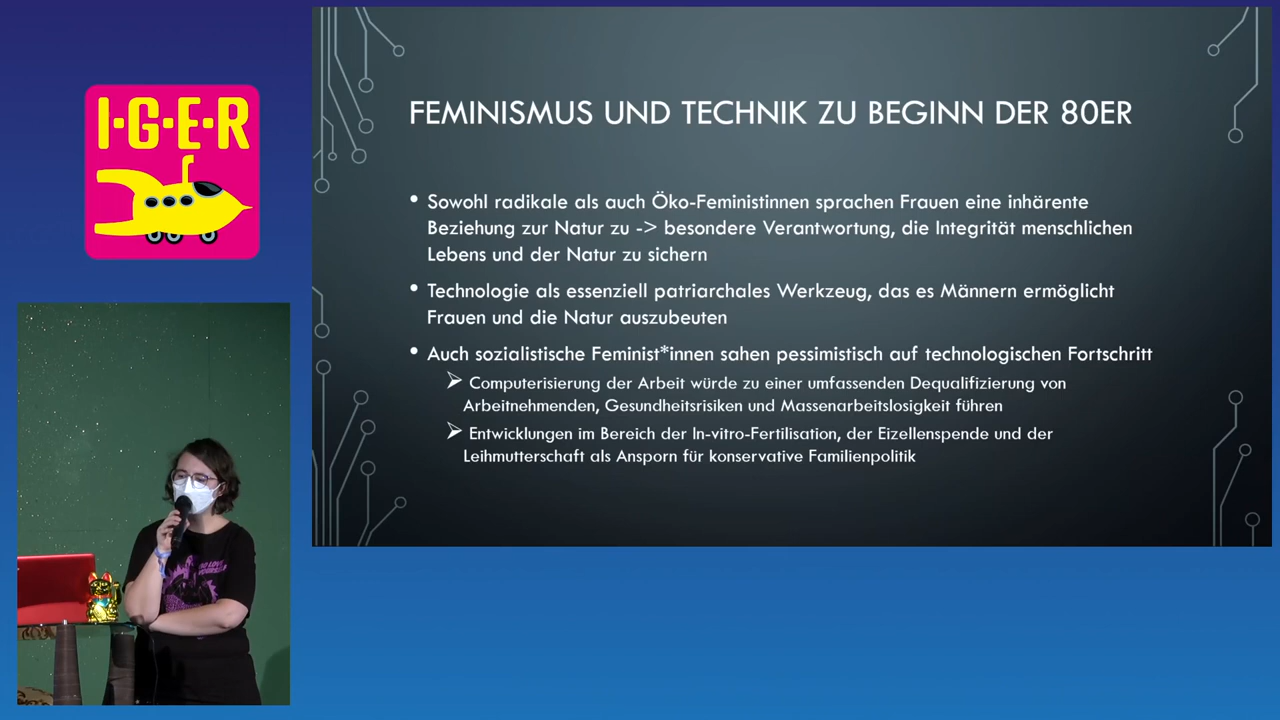 I·G·E·R
FEMINISMUS UND TECHNIK ZU BEGINN DER 80ER
• Sowohl radikale als auch Öko-Feministinnen sprachen Frauen eine inhärente
Beziehung zur Natur zu -> besondere Verantwortung, die Integrität menschlichen
Lebens und der Natur zu sichern
• Technologie als essenziell patriarchales Werkzeug, das es Männern ermöglicht
Frauen und die Natur auszubeuten
• Auch sozialistische Feminist*innen sahen pessimistisch auf technologischen Fortschritt
➢ Computerisierung der Arbeit würde zu einer umfassenden Dequalifizierung von
Arbeitnehmenden, Gesundheitsrisiken und Massenarbeitslosigkeit führen
➢ Entwicklungen im Bereich der In-vitro-Fertilisation, der Eizellenspende und der
Leihmutterschaft als Ansporn für konservative Familienpolitik